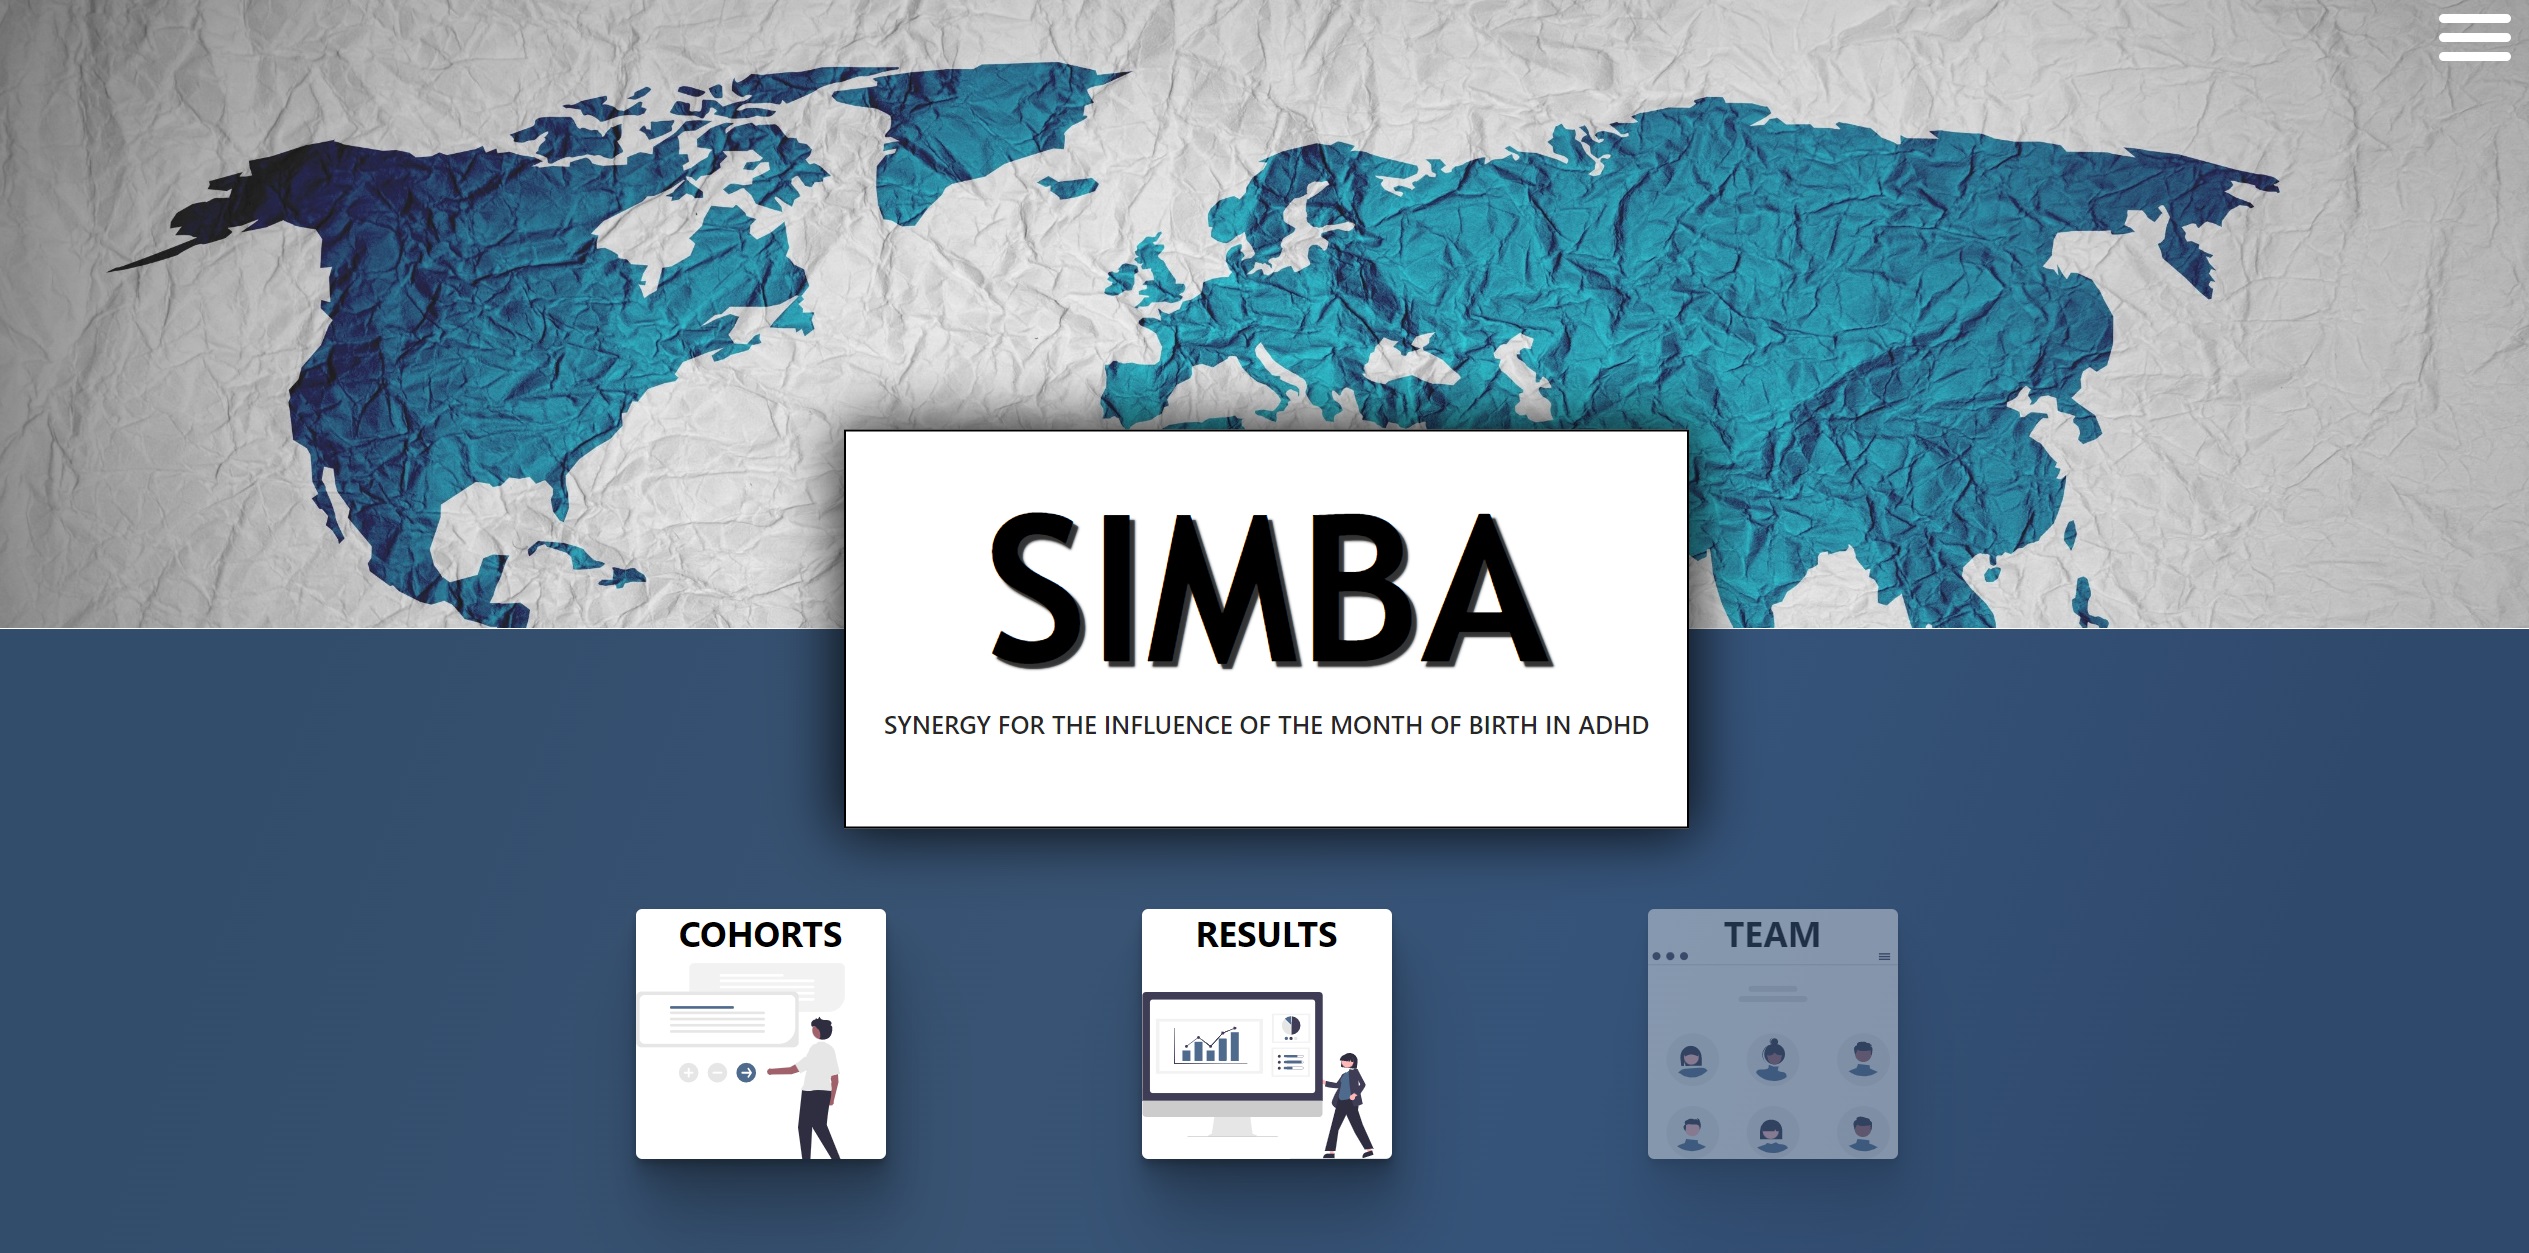 SIMBA
SYNERGY FOR THE INFLUENCE OF THE MONTH OF BIRTH IN ADHD
COHORTS
RESULTS
TEAM